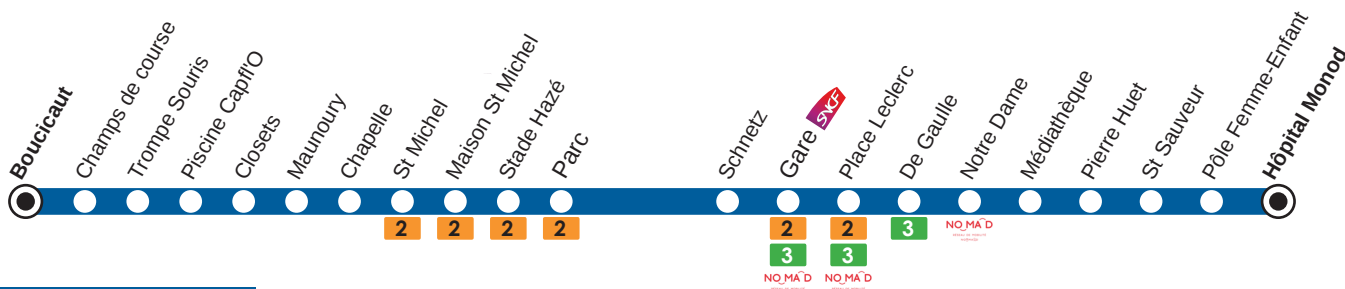 Boucicaut
Champs de course
Trompe Souris
Piscine Capfl'O
Closets
Maunoury
Chapelle
St Michel
Maison St Michel
Stade Hazé
Parc
Schnetz
Gare
SNCF
Place Leclerc
De Gaulle
Notre Dame
Médiathèque
Pierre Huet
St Sauveur
Pôle Femme-Enfant
Hôpital Monod
2
2
2
2
2
2
3
NOMAD
3
3
NOMAD
NOMAD